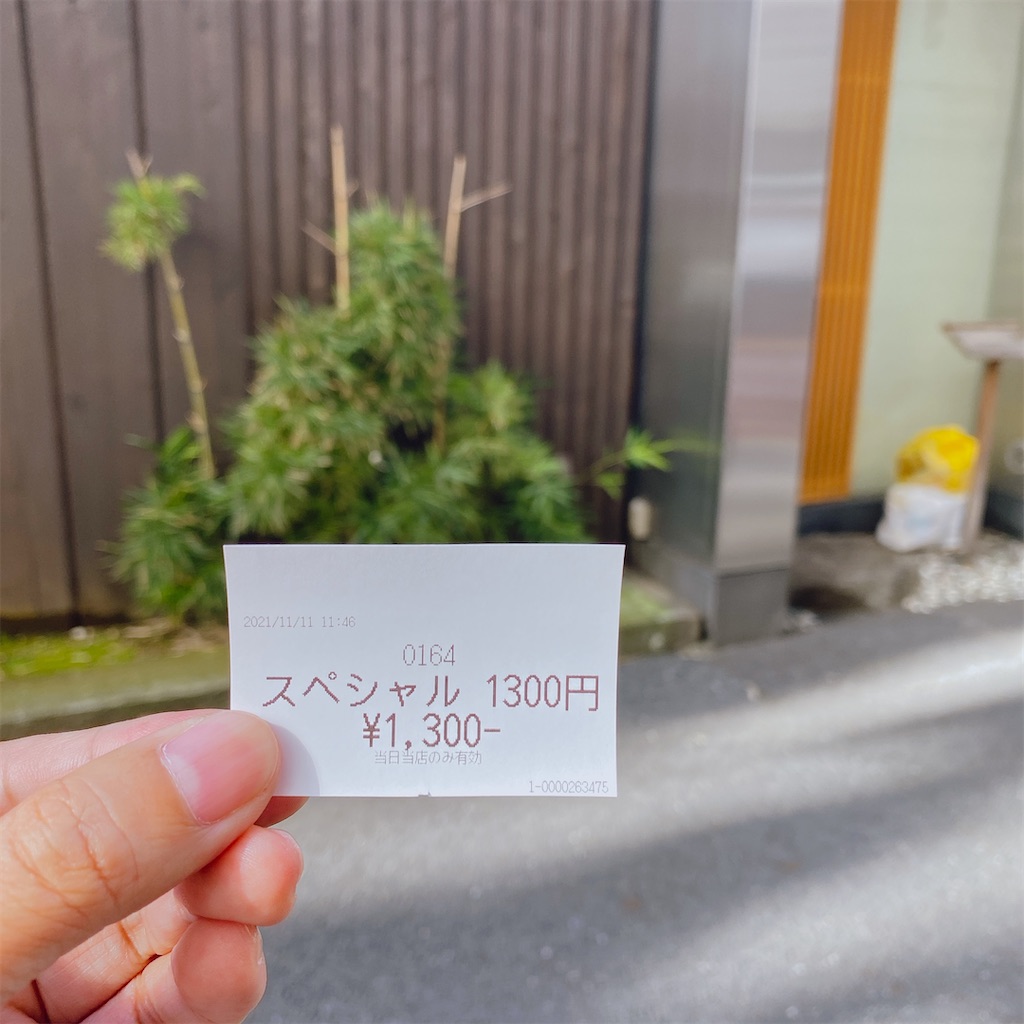 2021/11/11 11:46
0164
スペシャル 1300円
¥1,300-
当日当店のみ有効
1-0000263475